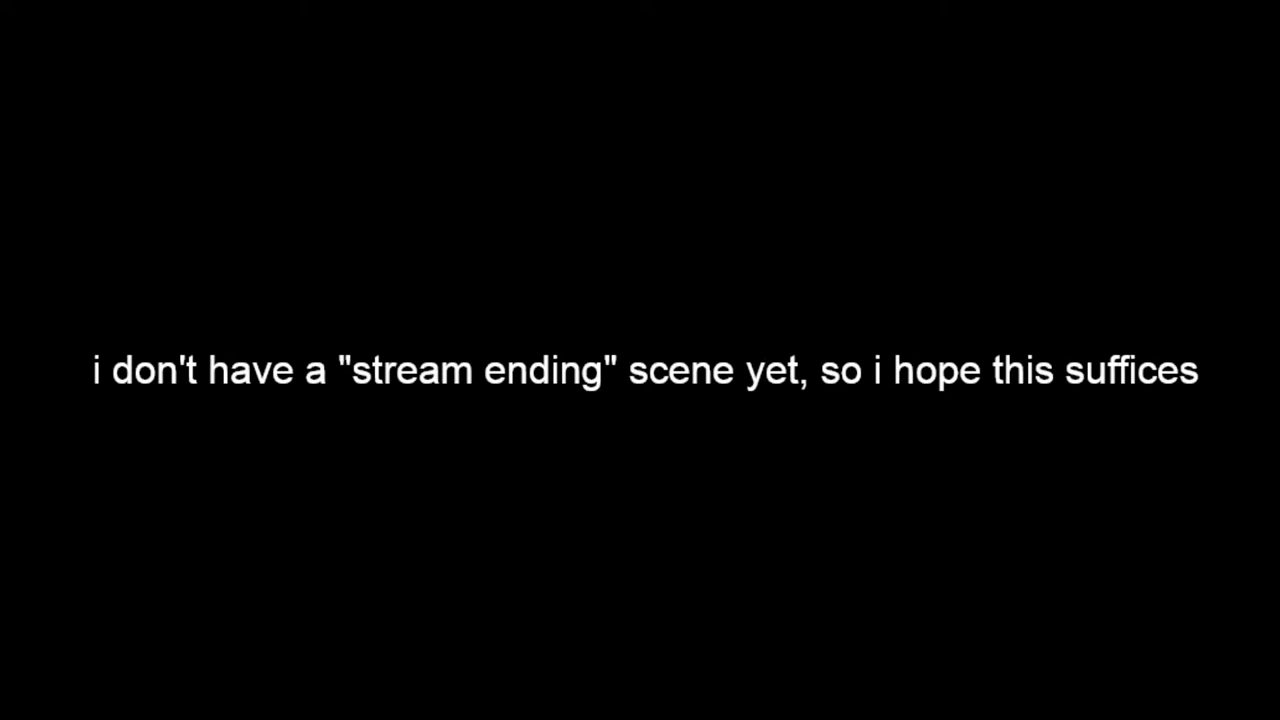 i don't have a "stream ending" scene yet, so i hope this suffices